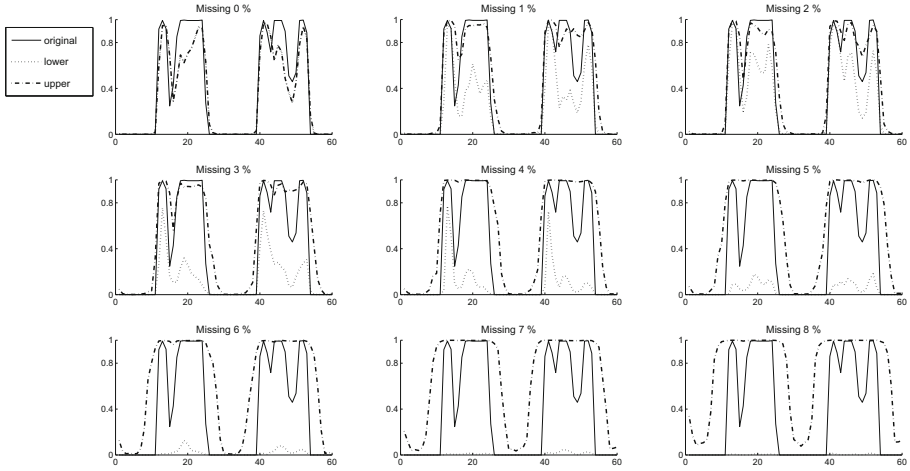 Missing 0 %
Missing 1 %
Missing 2 %
original
lower
upper
1
0.8
0.4
0
0 20 40 60
1
0.8
0.4
0
0 20 40 60
1
0.8
0.4
0
0 20 40 60
Missing 3 %
Missing 4 %
Missing 5 %
1
0.8
0.4
0
0 20 40 60
1
0.8
0.4
0
0 20 40 60
1
0.8
0.4
0
0 20 40 60
Missing 6 %
Missing 7 %
Missing 8 %
1
0.8
0.4
0
0 20 40 60
1
0.8
0.4
0
0 20 40 60
1
0.8
0.4
0
0 20 40 60